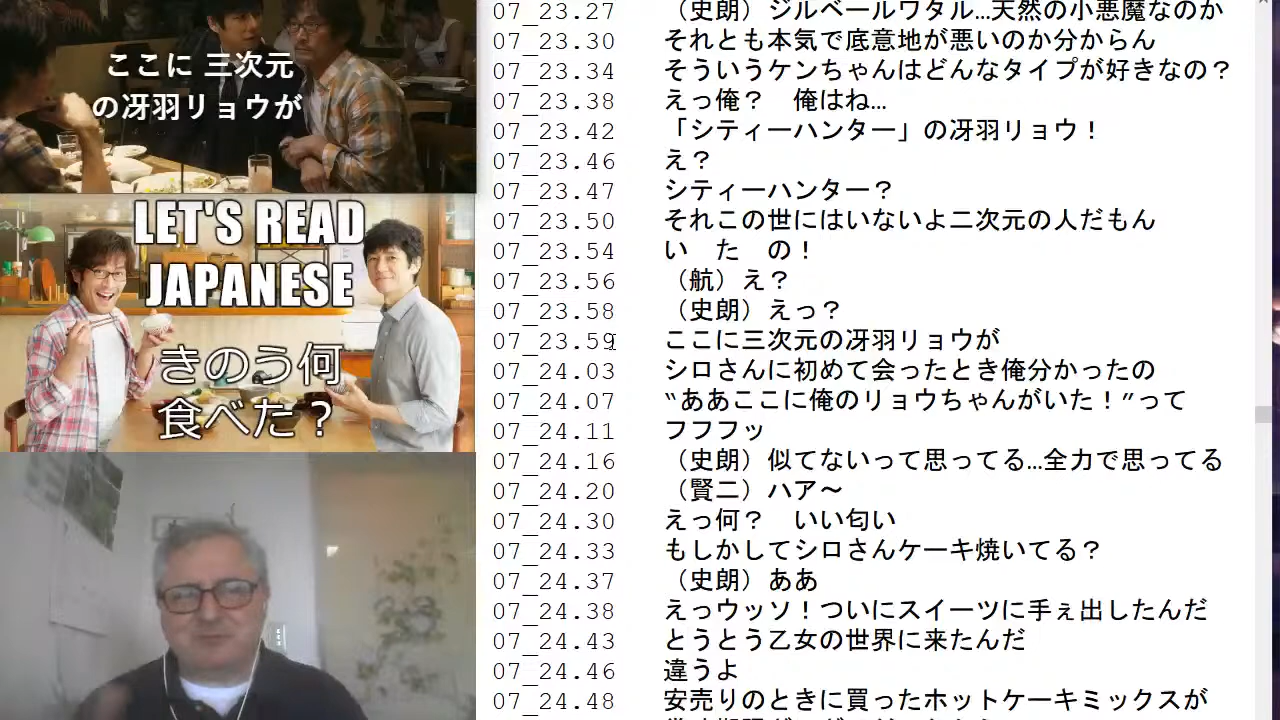 ここに 三次元
の冴羽リョウが
LET'S READ
JAPANESE
きのう何
食べた？
07_23.27 （史朗）ジルベールワタル…天然の小悪魔なのか
07_23.30 それとも本気で底意地が悪いのか分からん
07_23.34 そういうケンちゃんはどんなタイプが好きなの？
07_23.38 えっ俺？　俺はね…
07_23.42 「シティーハンター」の冴羽リョウ！
07_23.46 え？
07_23.47 シティーハンター？
07_23.50 それこの世にはいないよ二次元の人だもん
07_23.54 い　た　の！
07_23.56 （航）え？
07_23.58 （史朗）えっ？
07_23.59 ここに三次元の冴羽リョウが
07_24.03 シロさんに初めて会ったとき俺分かったの
07_24.07 “ああここに俺のリョウちゃんがいた！”って
07_24.11 フフフッ
07_24.16 （史朗）似てないって思ってる…全力で思ってる
07_24.20 （賢二）ハア～
07_24.30 えっ何？　いい匂い
07_24.33 もしかしてシロさんケーキ焼いてる？
07_24.37 （史朗）ああ
07_24.38 えっウッソ！ついにスイーツに手ぇ出したんだ
07_24.43 とうとう乙女の世界に来たんだ
07_24.46 違うよ
07_24.48 安売りのときに買ったホットケーキミックスが